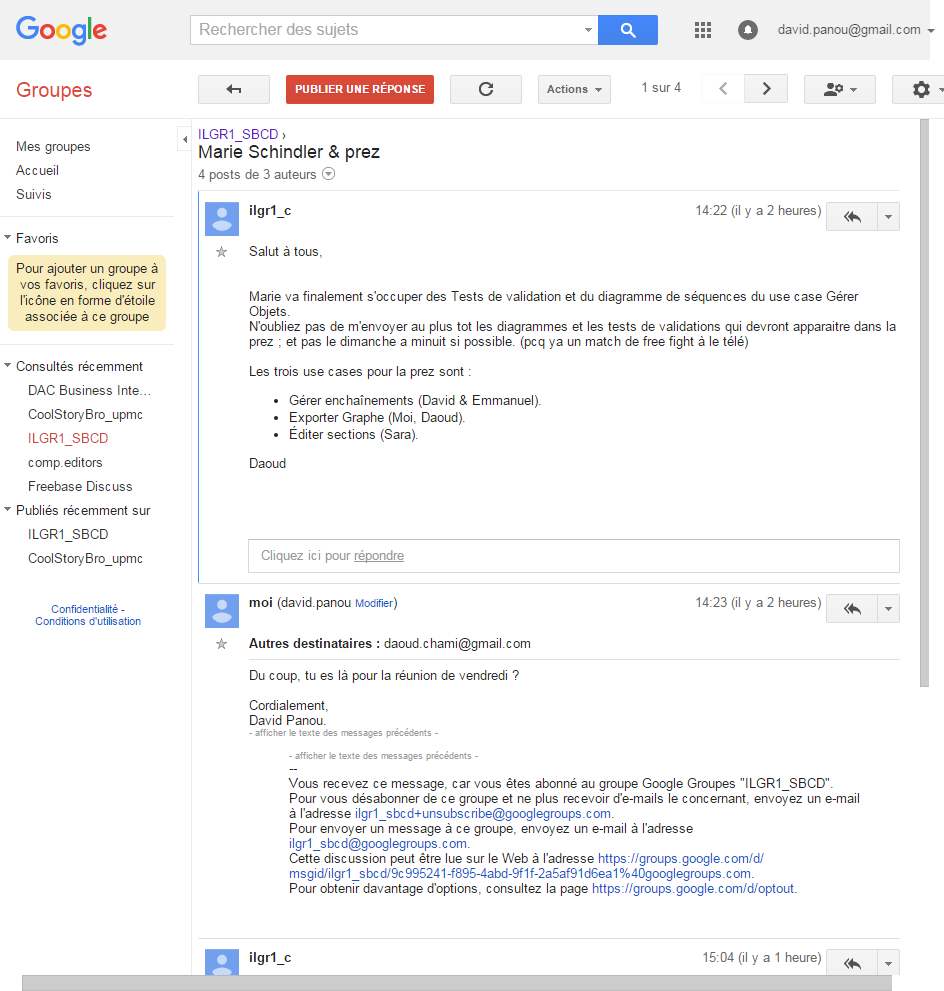 Google
Rechercher des sujets
david.panou@gmail.com
Groupes
PUBLIER UNE RÉPONSE
Actions
1 sur 4
Mes groupes
Accueil
Suivis
Favoris
Pour ajouter un groupe à
vos favoris, cliquez sur
l'icône en forme d'étoile
associée à ce groupe
Consultés récemment
DAC Business Inte...
CoolStoryBro_upmc
ILGR1_SBCD
comp.editors
Freebase Discuss
Publiés récemment sur
ILGR1_SBCD
CoolStoryBro_upmc
Confidentialité -
Conditions d'utilisation
ILGR1_SBCD ›
Marie Schindler & prez
4 posts de 3 auteurs
ilgr1_c
14:22 (il y a 2 heures)
Salut à tous,
Marie va finalement s'occuper des Tests de validation et du diagramme de séquences du use case Gérer
Objets.
N'oubliez pas de m'envoyer au plus tot les diagrammes et les tests de validations qui devront apparaitre dans la
prez ; et pas le dimanche a minuit si possible. (pcq ya un match de free fight à le télé)
Les trois use cases pour la prez sont :
• Gérer enchaînements (David & Emmanuel).
• Exporter Graphe (Moi, Daoud).
• Éditer sections (Sara).
Daoud
Cliquez ici pour répondre
moi (david.panou Modifier)
14:23 (il y a 2 heures)
Autres destinataires : daoud.chami@gmail.com
Du coup, tu es là pour la réunion de vendredi ?
Cordialement,
David Panou.
- afficher le texte des messages précédents -
- afficher le texte des messages précédents -
--
Vous recevez ce message, car vous êtes abonné au groupe Google Groupes "ILGR1_SBCD".
Pour vous désabonner de ce groupe et ne plus recevoir d'e-mails le concernant, envoyez un e-mail
à l'adresse ilgr1_sbcd+unsubscribe@googlegroups.com.
Pour envoyer un message à ce groupe, envoyez un e-mail à l'adresse
ilgr1_sbcd@googlegroups.com.
Cette discussion peut être lue sur le Web à l'adresse https://groups.google.com/d/
msgid/ilgr1_sbcd/9c995241-f895-4abd-9f1f-2a5af91d6ea1%40googlegroups.com.
Pour obtenir davantage d'options, consultez la page https://groups.google.com/d/optout.
ilgr1_c
15:04 (il y a 1 heure)